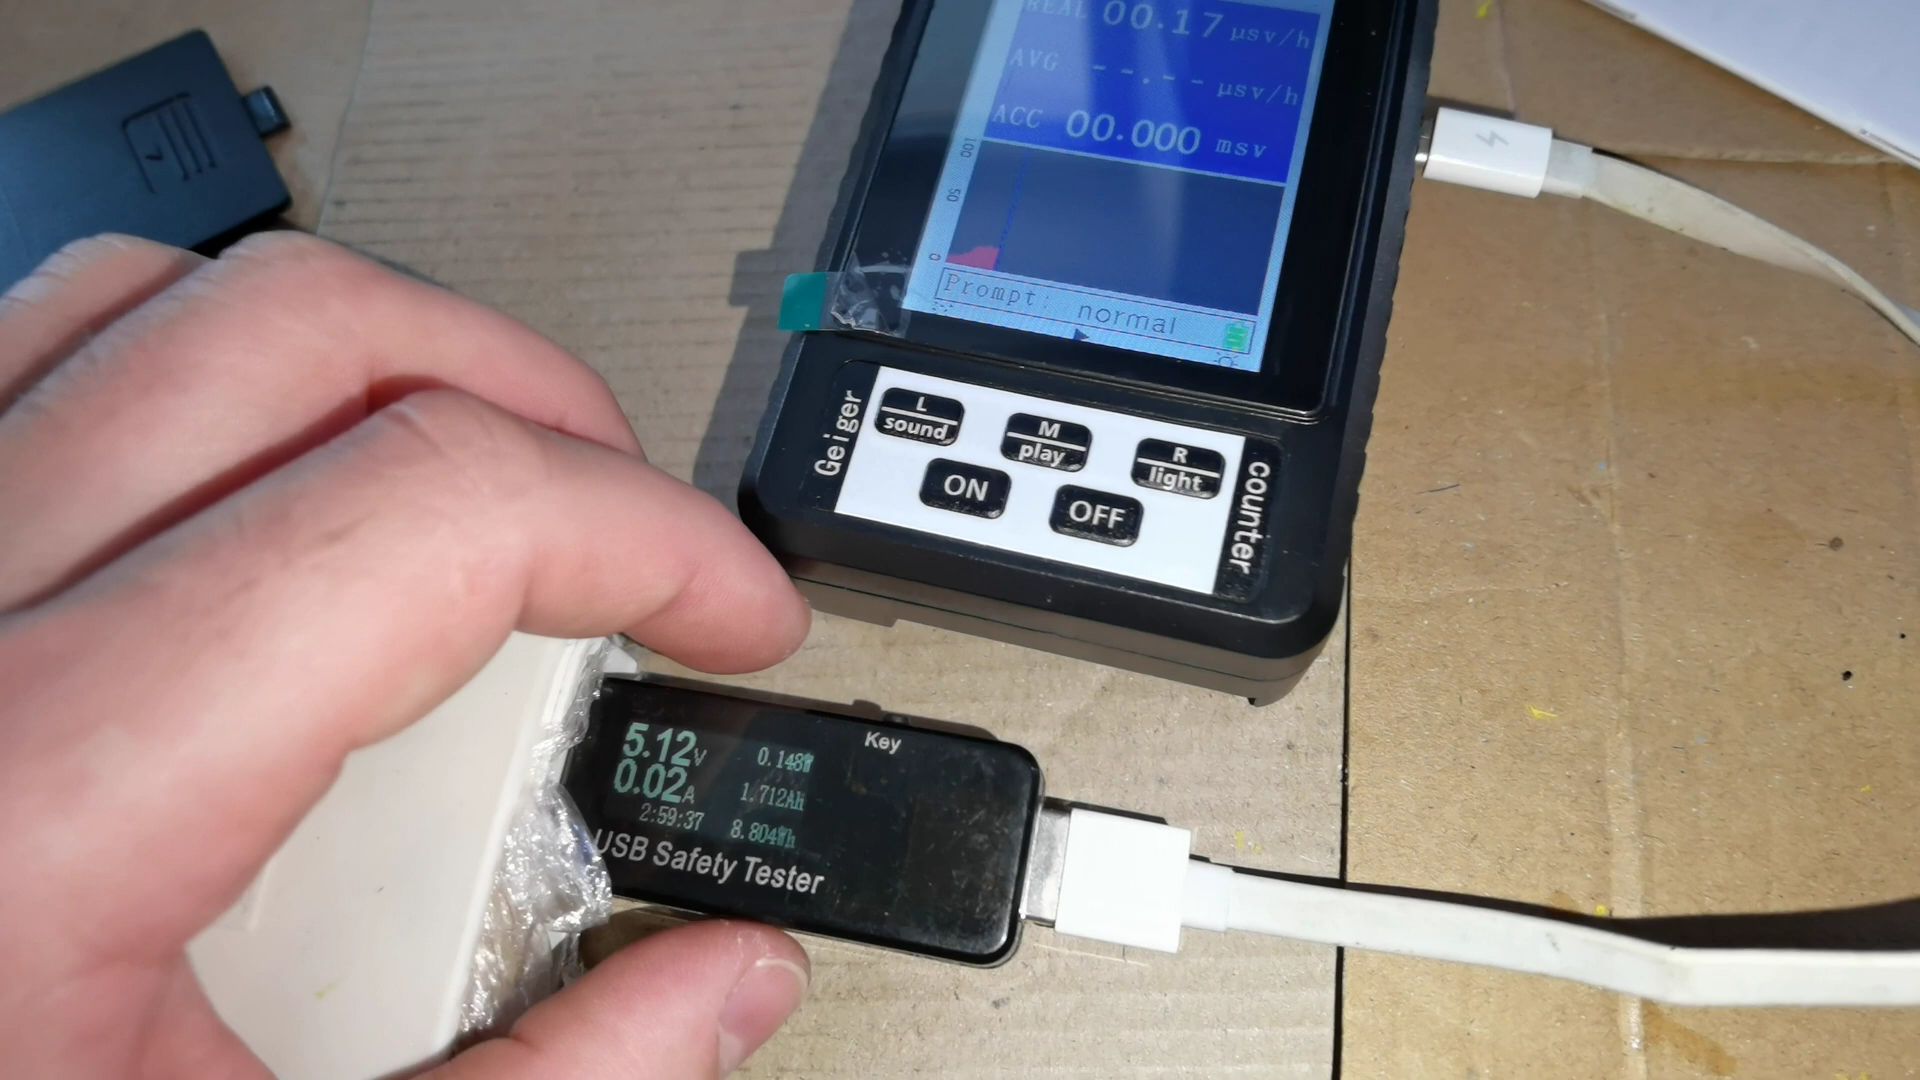 REAL 00.17 µsv/h
AVG --.-- µsv/h
ACC 00.000 msv
100
50
0
Prompt: normal
Geiger
L
sound
M
play
R
light
ON
OFF
counter
Key
5.12V 0.148W
0.02A 1.712Ah
2:59:37 8.804Wh
USB Safety Tester